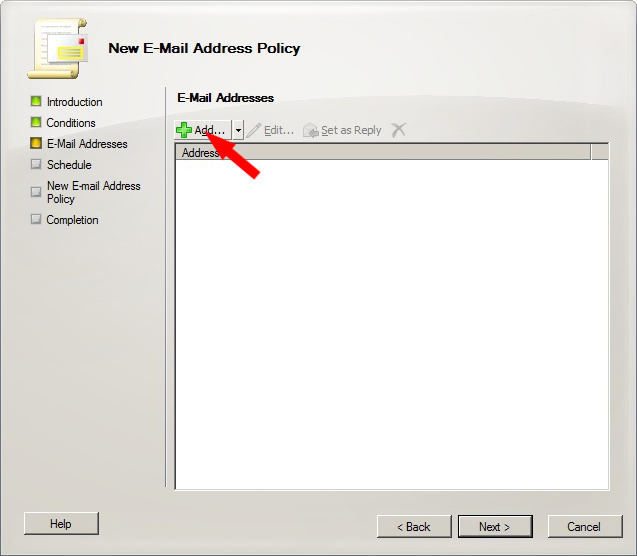 New E-Mail Address Policy
Introduction
Conditions
E-Mail Addresses
Schedule
New E-mail Address
Policy
Completion
E-Mail Addresses
Add... Edit... Set as Reply
Address
Help
< Back Next > Cancel